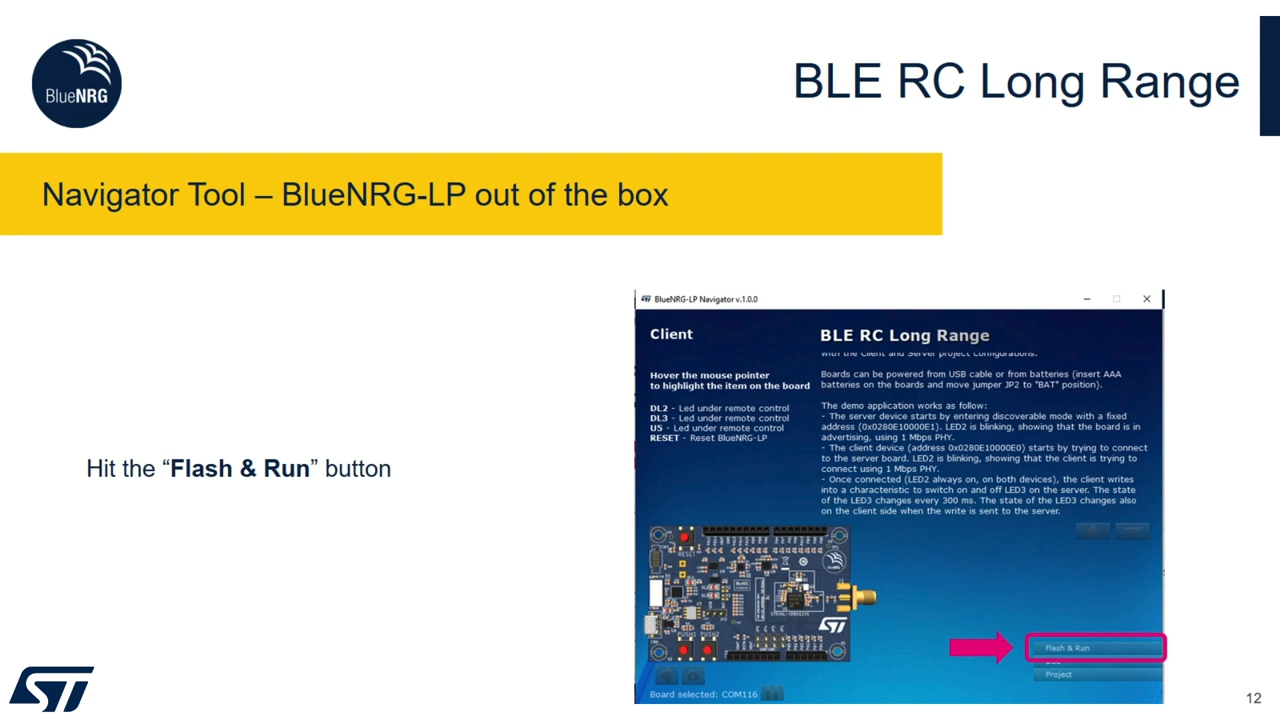 BlueNRG
BLE RC Long Range
Navigator Tool – BlueNRG-LP out of the box
Hit the “Flash & Run” button
BlueNRG-LP Navigator v.1.0.0
Client
Hover the mouse pointer
to highlight the item on the board
DL2 - Led under remote control
DL3 - Led under remote control
U5 - Led under remote control
RESET - Reset BlueNRG-LP
BLE RC Long Range
with the Client and Server project configurations.
Boards can be powered from USB cable or from batteries (insert AAA
batteries on the boards and move jumper JP2 to "BAT" position).
The demo application works as follow:
- The server device starts by entering discoverable mode with a fixed
address (0x0280E10000E1). LED2 is blinking, showing that the board is in
advertising, using 1 Mbps PHY.
- The client device (address 0x0280E10000E0) starts by trying to connect
to the server board. LED2 is blinking, showing that the client is trying to
connect using 1 Mbps PHY.
- Once connected (LED2 always on, on both devices), the client writes
into a characteristic to switch on and off LED3 on the server. The state
of the LED3 changes every 300 ms. The state of the LED3 changes also
on the client side when the write is sent to the server.
RESET
PUSH1 PUSH2
Flash & Run
Project
Board selected: COM116
12